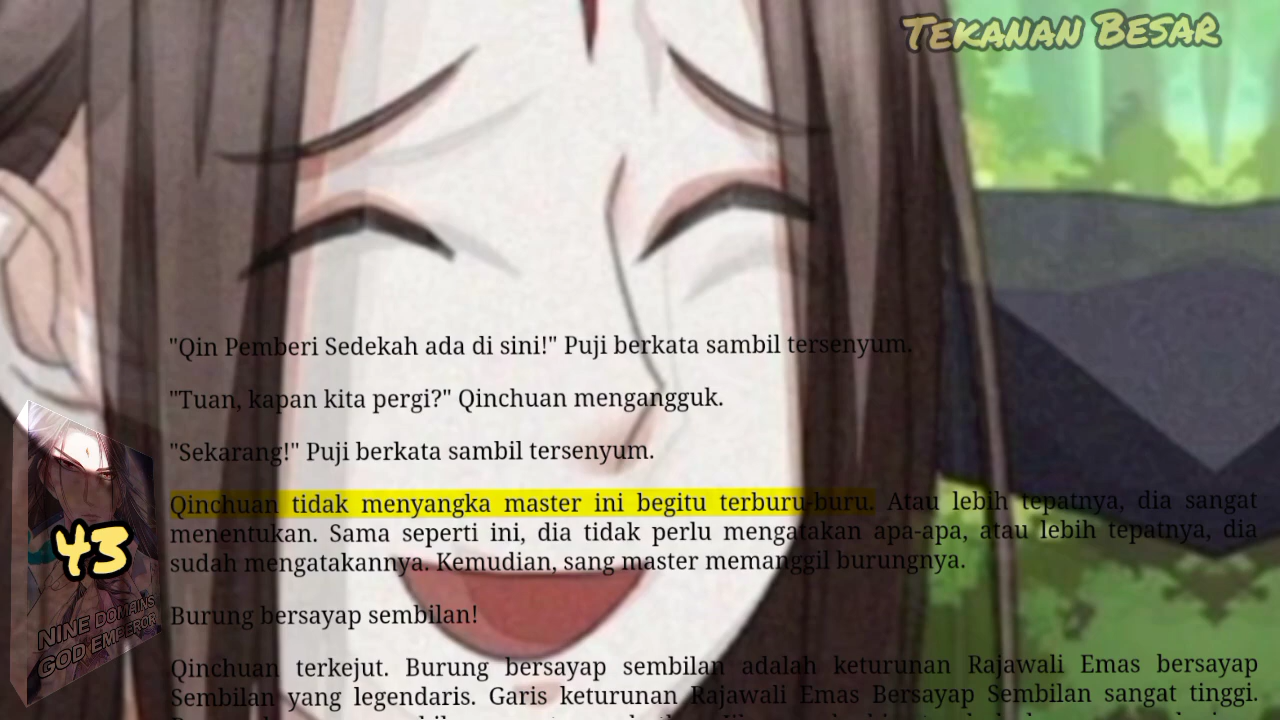 Tekanan Besar
"Qin Pemberi Sedekah ada di sini!" Puji berkata sambil tersenyum.
"Tuan, kapan kita pergi?" Qinchuan mengangguk.
"Sekarang!" Puji berkata sambil tersenyum.
Qinchuan tidak menyangka master ini begitu terburu-buru. Atau lebih tepatnya, dia sangat
menentukan. Sama seperti ini, dia tidak perlu mengatakan apa-apa, atau lebih tepatnya, dia
sudah mengatakannya. Kemudian, sang master memanggil burungnya.
Burung bersayap sembilan!
Qinchuan terkejut. Burung bersayap sembilan adalah keturunan Rajawali Emas bersayap
Sembilan yang legendaris. Garis keturunan Rajawali Emas Bersayap Sembilan sangat tinggi.
43
NINE DOMAINS
GOD EMPEROR